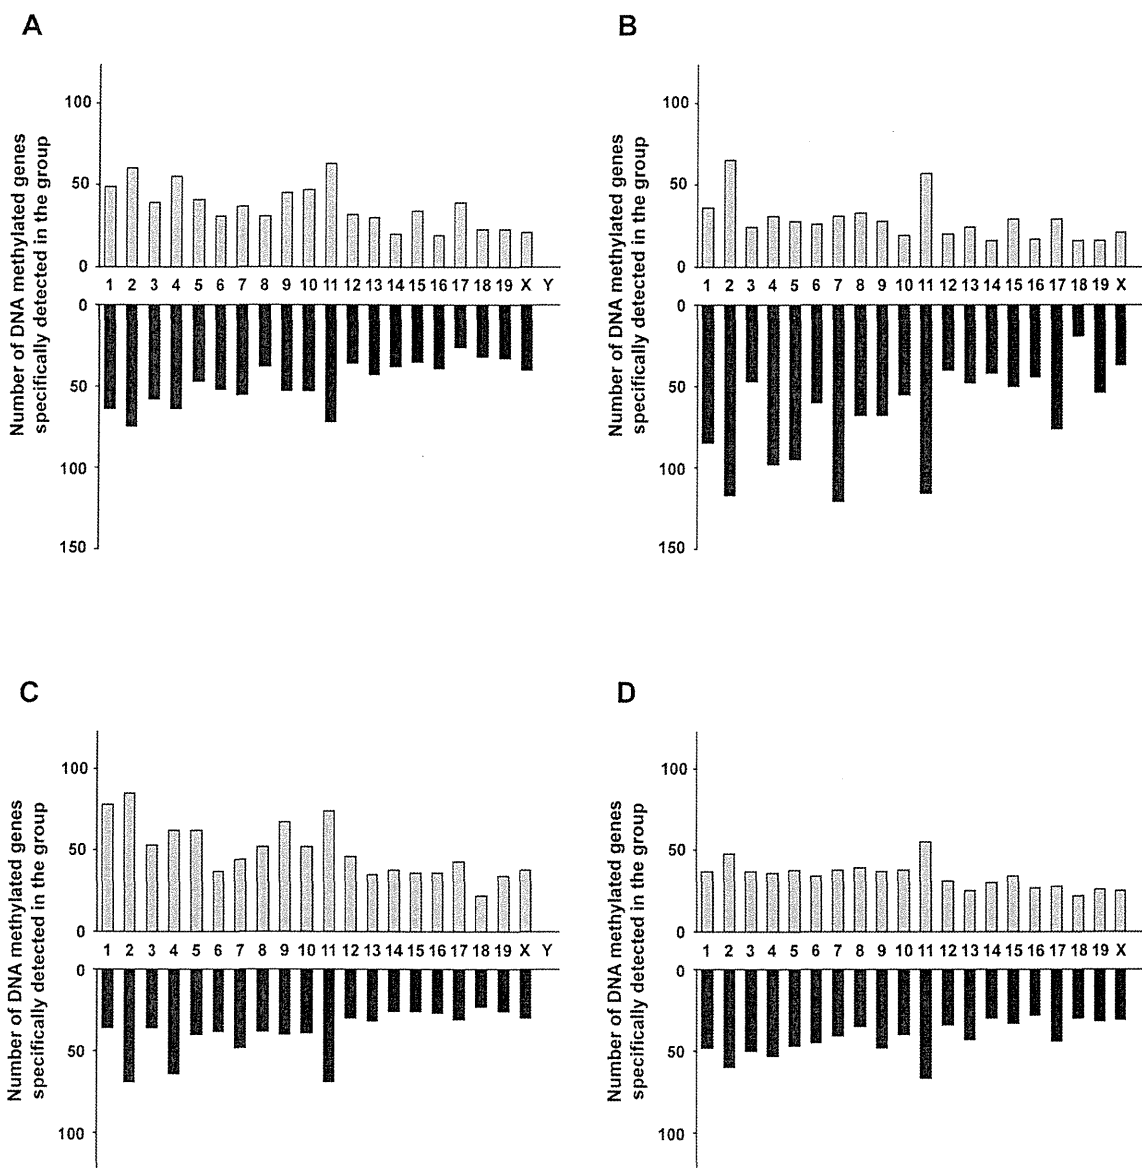 A
Number of DNA methylated genes
specifically detected in the group
100
50
0
1 2 3 4 5 6 7 8 9 10 11 12 13 14 15 16 17 18 19 X Y
0
50
100
150
B
Number of DNA methylated genes
specifically detected in the group
100
50
0
1 2 3 4 5 6 7 8 9 10 11 12 13 14 15 16 17 18 19 X
0
50
100
150
C
Number of DNA methylated genes
specifically detected in the group
100
50
0
1 2 3 4 5 6 7 8 9 10 11 12 13 14 15 16 17 18 19 X Y
0
50
100
D
Number of DNA methylated genes
specifically detected in the group
100
50
0
1 2 3 4 5 6 7 8 9 10 11 12 13 14 15 16 17 18 19 X
0
50
100